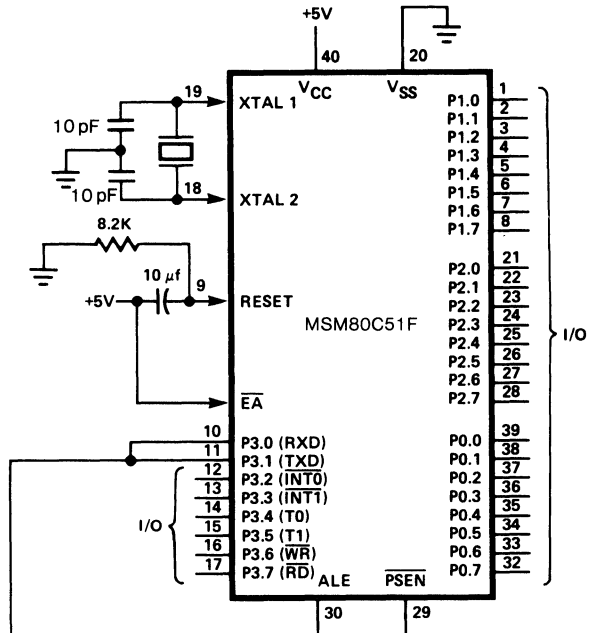 +5V
40
20
VCC
VSS
19
XTAL 1
10 pF
10 pF
18
XTAL 2
8.2K
10 μf
9
+5V
RESET
MSM80C51F
EA
10
P3.0 (RXD)
11
P3.1 (TXD)
12
P3.2 (INT0)
13
P3.3 (INT1)
14
P3.4 (T0)
15
P3.5 (T1)
16
P3.6 (WR)
17
P3.7 (RD)
I/O
ALE
PSEN
30
29
P1.0 1
P1.1 2
P1.2 3
P1.3 4
P1.4 5
P1.5 6
P1.6 7
P1.7 8
P2.0 21
P2.1 22
P2.2 23
P2.3 24
P2.4 25
P2.5 26
P2.6 27
P2.7 28
P0.0 39
P0.1 38
P0.2 37
P0.3 36
P0.4 35
P0.5 34
P0.6 33
P0.7 32
I/O